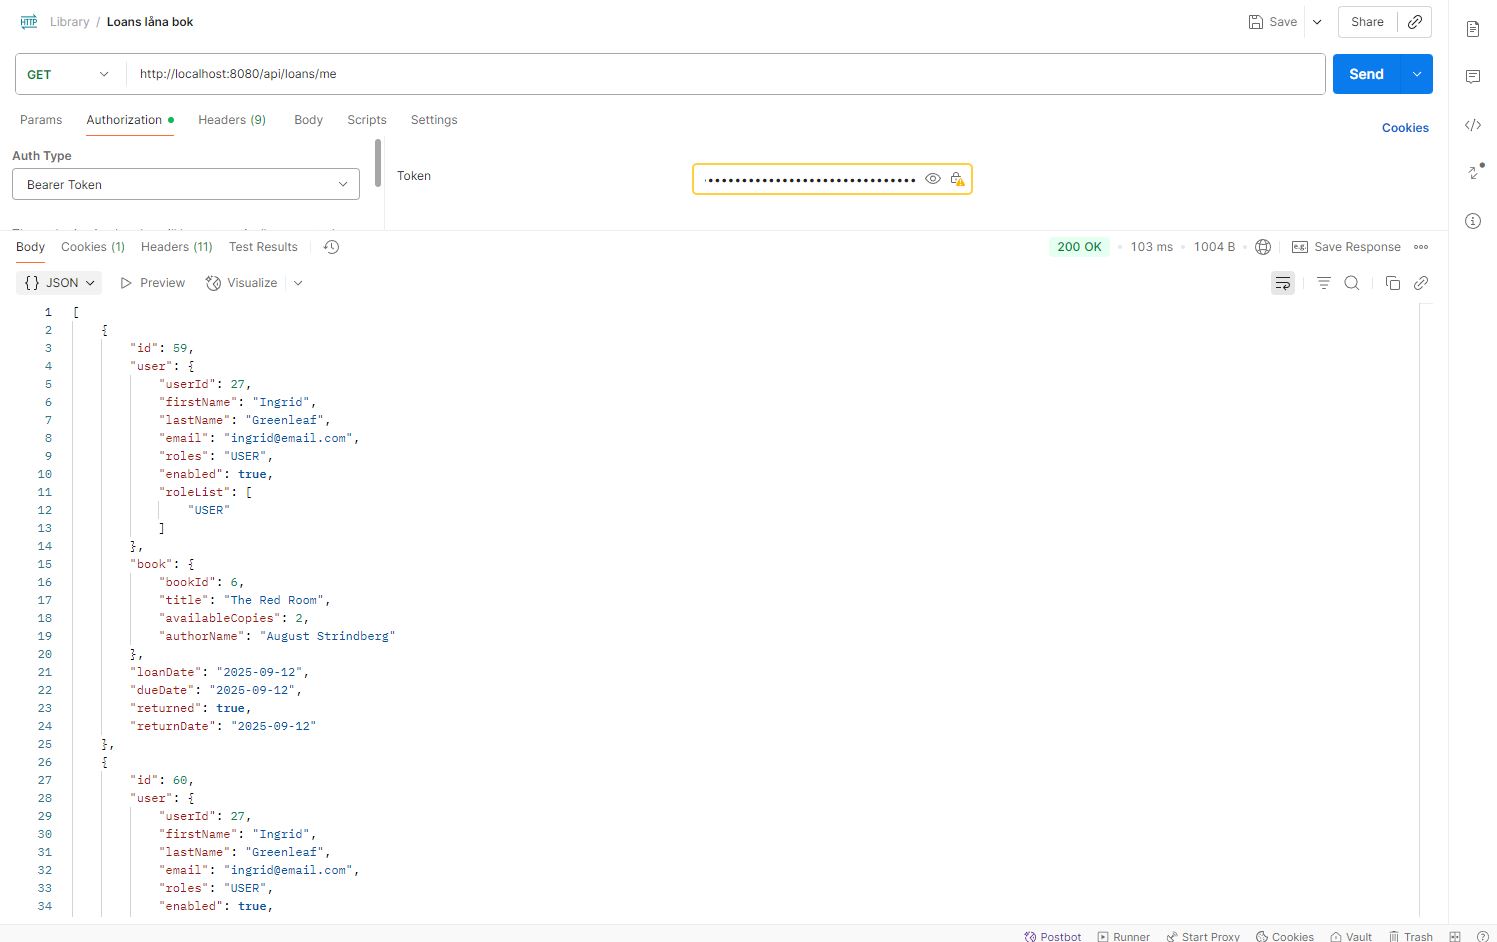 HTTP Library / Loans låna bok Save Share
GET http://localhost:8080/api/loans/me Send
Params Authorization Headers (9) Body Scripts Settings Cookies
Auth Type
Bearer Token
Token
Body Cookies (1) Headers (11) Test Results 200 OK 103 ms 1004 B e.g. Save Response
{} JSON Preview Visualize
1 [
2 {
3 "id": 59,
4 "user": {
5 "userId": 27,
6 "firstName": "Ingrid",
7 "lastName": "Greenleaf",
8 "email": "ingrid@email.com",
9 "roles": "USER",
10 "enabled": true,
11 "roleList": [
12 "USER"
13 ]
14 },
15 "book": {
16 "bookId": 6,
17 "title": "The Red Room",
18 "availableCopies": 2,
19 "authorName": "August Strindberg"
20 },
21 "loanDate": "2025-09-12",
22 "dueDate": "2025-09-12",
23 "returned": true,
24 "returnDate": "2025-09-12"
25 },
26 {
27 "id": 60,
28 "user": {
29 "userId": 27,
30 "firstName": "Ingrid",
31 "lastName": "Greenleaf",
32 "email": "ingrid@email.com",
33 "roles": "USER",
34 "enabled": true,
Postbot Runner Start Proxy Cookies Vault Trash